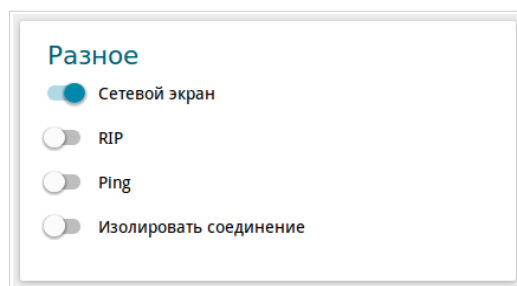 Разное
Сетевой экран
RIP
Ping
Изолировать соединение